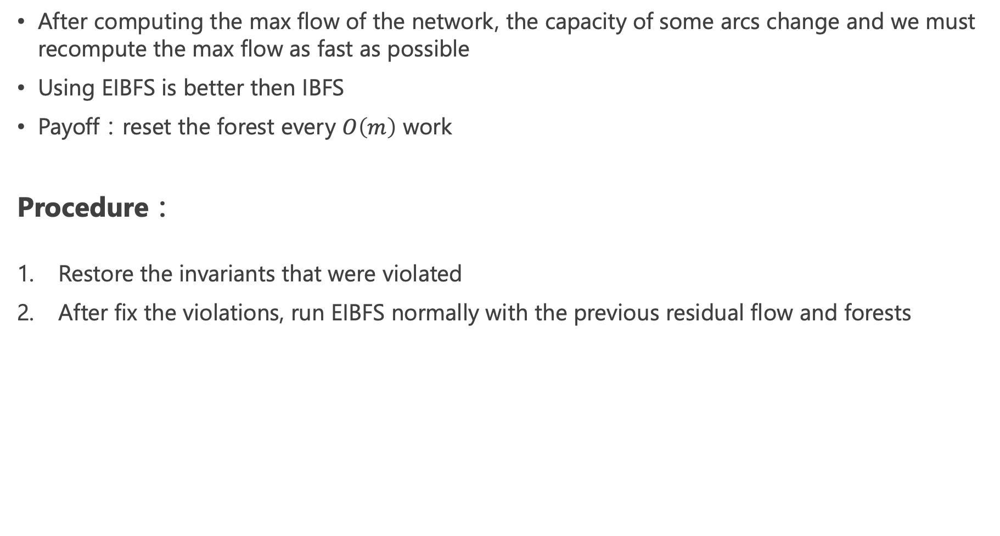 • After computing the max flow of the network, the capacity of some arcs change and we must
recompute the max flow as fast as possible
• Using EIBFS is better then IBFS
• Payoff：reset the forest every O(m) work
Procedure：
1. Restore the invariants that were violated
2. After fix the violations, run EIBFS normally with the previous residual flow and forests